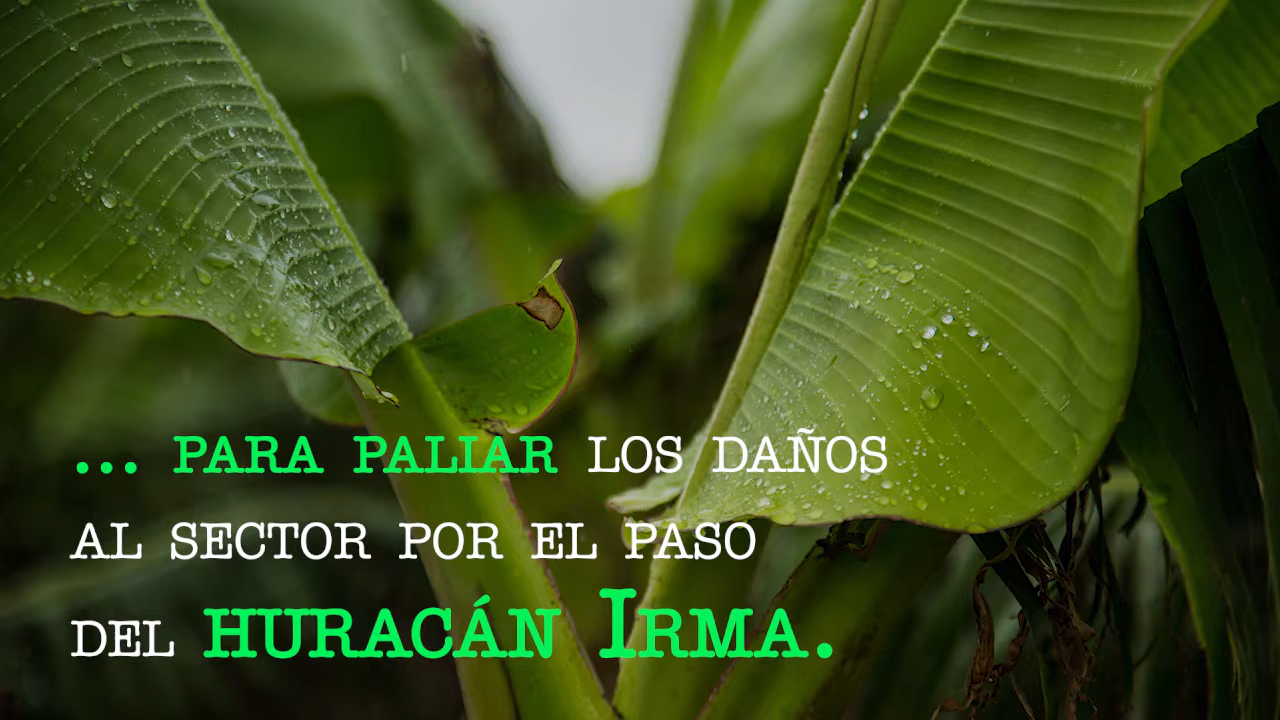 ... PARA PALIAR LOS DAÑOS
AL SECTOR POR EL PASO
DEL HURACÁN IRMA.